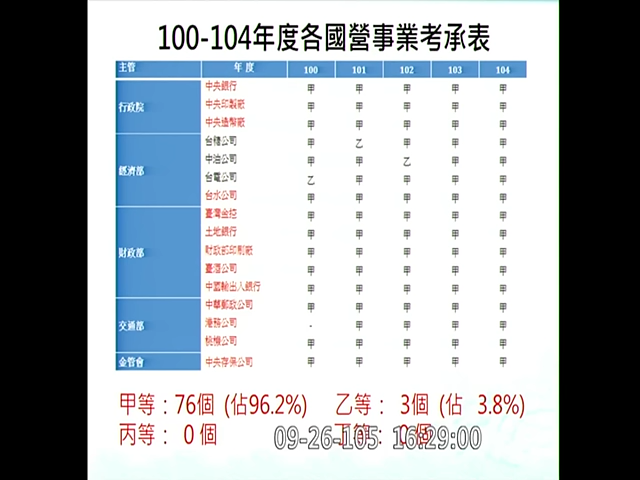 100-104年度各國營事業考承表
主管 年度 100 101 102 103 104
行政院
中央銀行 甲 甲 甲 甲 甲
中央印製廠 甲 甲 甲 甲 甲
中央造幣廠 甲 甲 甲 甲 甲
經濟部
台糖公司 甲 乙 甲 甲 甲
中油公司 甲 甲 乙 甲 甲
台電公司 乙 甲 甲 甲 甲
台水公司 甲 甲 甲 甲 甲
財政部
臺灣金控 甲 甲 甲 甲 甲
土地銀行 甲 甲 甲 甲 甲
財政部印刷廠 甲 甲 甲 甲 甲
臺酒公司 甲 甲 甲 甲 甲
中國輸出入銀行 甲 甲 甲 甲 甲
交通部
中華郵政公司 甲 甲 甲 甲 甲
港務公司 - 甲 甲 甲 甲
桃機公司 甲 甲 甲 甲 甲
金管會
中央存保公司 甲 甲 甲 甲 甲
甲等：76個 (佔96.2%) 乙等： 3個 (佔 3.8%)
丙等： 0個 丁等： 0個
09-26-105 16:29:00